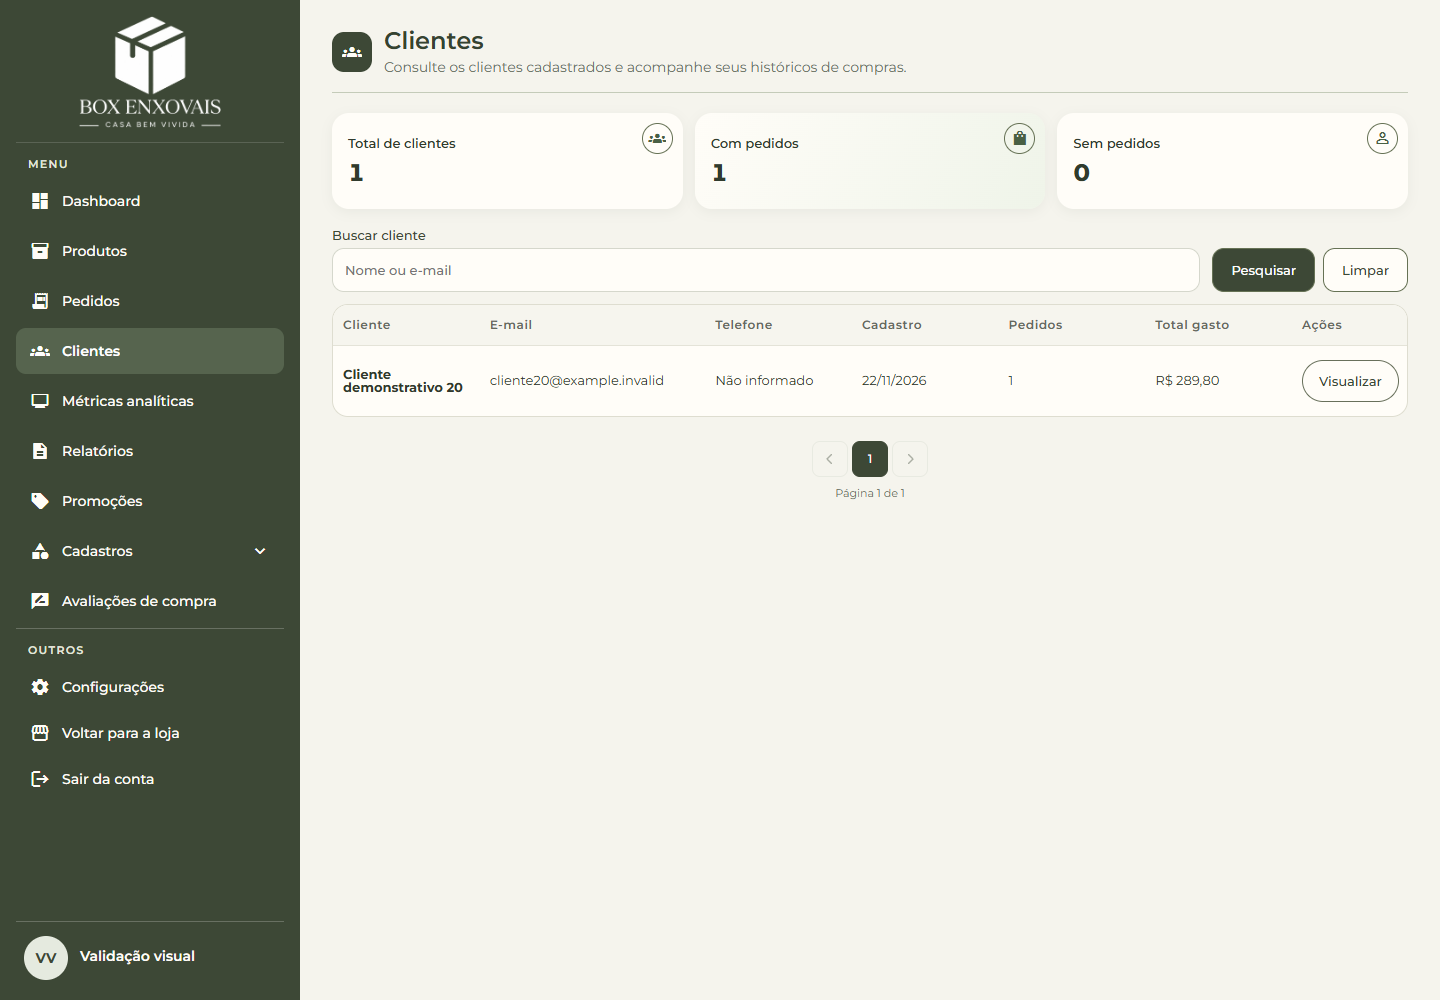 BOX ENXOVAIS
CASA BEM VIVIDA
MENU
Dashboard
Produtos
Pedidos
Clientes
Métricas analíticas
Relatórios
Promoções
Cadastros
Avaliações de compra
OUTROS
Configurações
Voltar para a loja
Sair da conta
VV
Validação visual
Clientes
Consulte os clientes cadastrados e acompanhe seus históricos de compras.
Total de clientes
1
Com pedidos
1
Sem pedidos
0
Buscar cliente
Nome ou e-mail
Pesquisar
Limpar
Cliente E-mail Telefone Cadastro Pedidos Total gasto Ações
Cliente
demonstrativo 20 cliente20@example.invalid Não informado 22/11/2026 1 R$ 289,80 Visualizar
1
Página 1 de 1